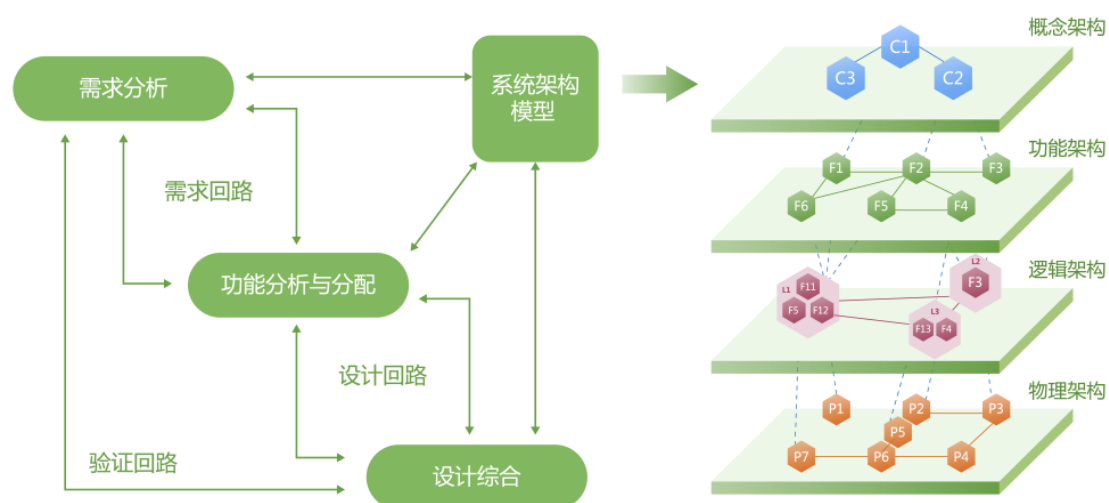 需求分析
系统架构
模型
需求回路
功能分析与分配
设计回路
验证回路
设计综合
概念架构
C1
C3
C2
功能架构
F1
F2
F3
F6
F5
F4
逻辑架构
L2
F3
L1
F11
F5
F12
L3
F13
F4
物理架构
P1
P2
P3
P5
P7
P6
P4